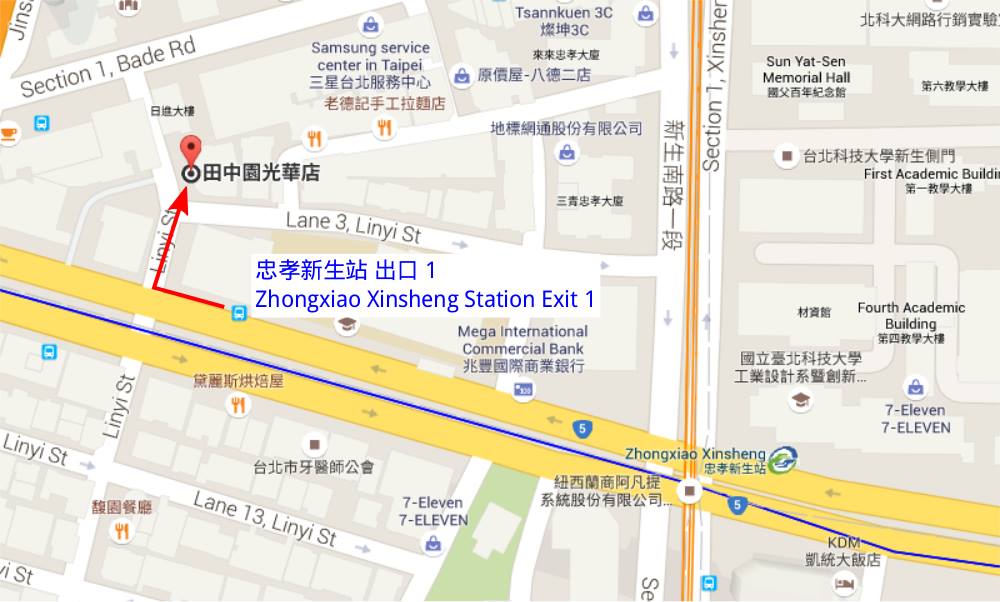 Jins
Section 1, Bade Rd
日進大樓
Samsung service
center in Taipei
三星台北服務中心
老德記手工拉麵店
Tsannkuen 3C
燦坤3C
來來忠孝大廈
原價屋-八德二店
地標網通股份有限公司
三青忠孝大廈
田中園光華店
Linyi St
Lane 3, Linyi St
忠孝新生站 出口 1
Zhongxiao Xinsheng Station Exit 1
新生南路一段
Section 1, Xinsher
北科大網路行銷實驗
Sun Yat-Sen
Memorial Hall
國父百年紀念館
第六教學大樓
台北科技大學新生側門
First Academic Build
第一教學大樓
材資館
Fourth Academic
Building
第四教學大樓
國立臺北科技大學
工業設計系暨創新...
7-Eleven
7-ELEVEN
Mega International
Commercial Bank
兆豐國際商業銀行
100
5
Zhongxiao Xinsheng
忠孝新生站
紐西蘭商阿凡提
系統股份有限公司...
5
KDM
凱統大飯店
黛麗斯烘焙屋
Linyi St
台北市牙醫師公會
Linyi St
馥園餐廳
Lane 13, Linyi St
7-Eleven
7-ELEVEN
yi St
Se